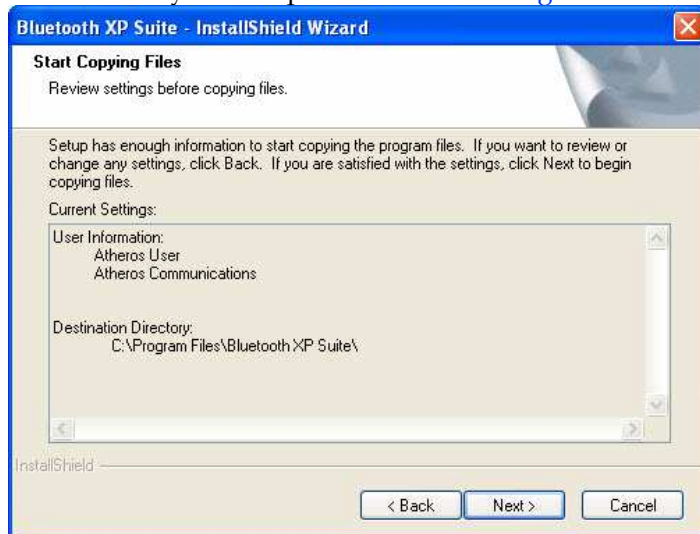 Bluetooth XP Suite - InstallShield Wizard
Start Copying Files
Review settings before copying files.
Setup has enough information to start copying the program files. If you want to review or
change any settings, click Back. If you are satisfied with the settings, click Next to begin
copying files.
Current Settings:
User Information:
Atheros User
Atheros Communications
Destination Directory:
C:\Program Files\Bluetooth XP Suite\
InstallShield
< Back
Next >
Cancel